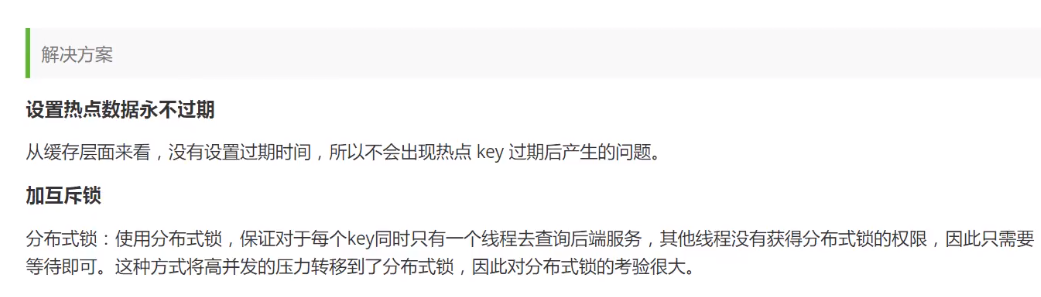 解决方案
设置热点数据永不过期
从缓存层面来看，没有设置过期时间，所以不会出现热点 key 过期后产生的问题。
加互斥锁
分布式锁：使用分布式锁，保证对于每个key同时只有一个线程去查询后端服务，其他线程没有获得分布式锁的权限，因此只需要
等待即可。这种方式将高并发的压力转移到了分布式锁，因此对分布式锁的考验很大。